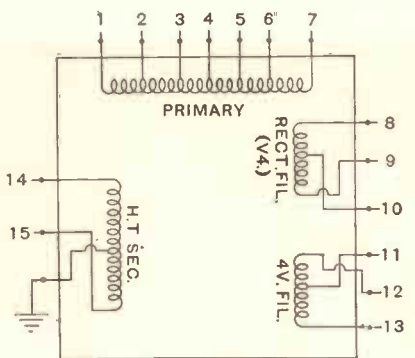 1 2 3 4 5 6" 7
PRIMARY
RECT. FIL.
(V4.)
8
9
10
14
15
H.T SEC.
4V. FIL.
11
12
13